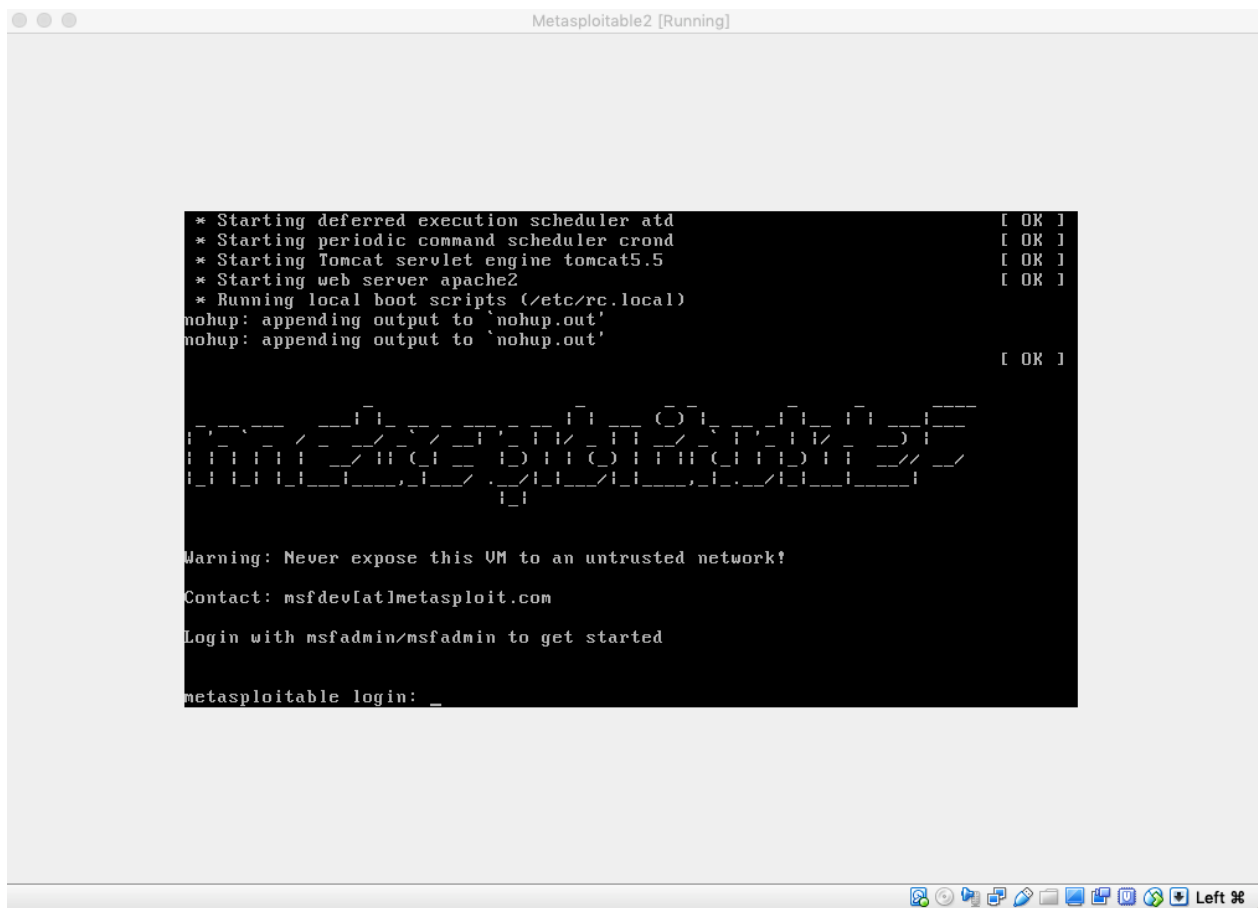 Metasploitable2 [Running]
* Starting deferred execution scheduler atd [ OK ]
* Starting periodic command scheduler crond [ OK ]
* Starting Tomcat servlet engine tomcat5.5 [ OK ]
* Starting web server apache2 [ OK ]
* Running local boot scripts (/etc/rc.local)
nohup: appending output to `nohup.out'
nohup: appending output to `nohup.out'
[ OK ]
metasploitable2
Warning: Never expose this VM to an untrusted network!
Contact: msfdev[at]metasploit.com
Login with msfadmin/msfadmin to get started
metasploitable login: _
Left ⌘